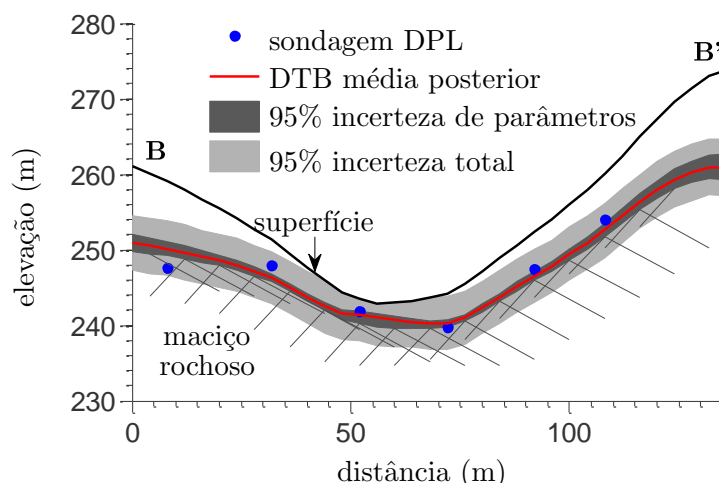 280
270
260
250
240
230
0
50
100
elevação (m)
distância (m)
sondagem DPL
DTB média posterior
95% incerteza de parâmetros
95% incerteza total
B
B'
superfície
maciço
rochoso